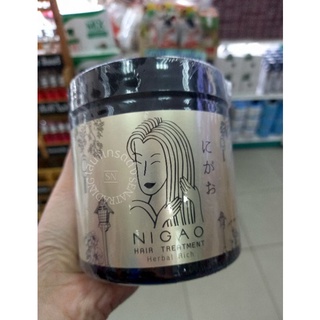 にがお
NIGAO
HAIR TREATMENT
Herbal Rich